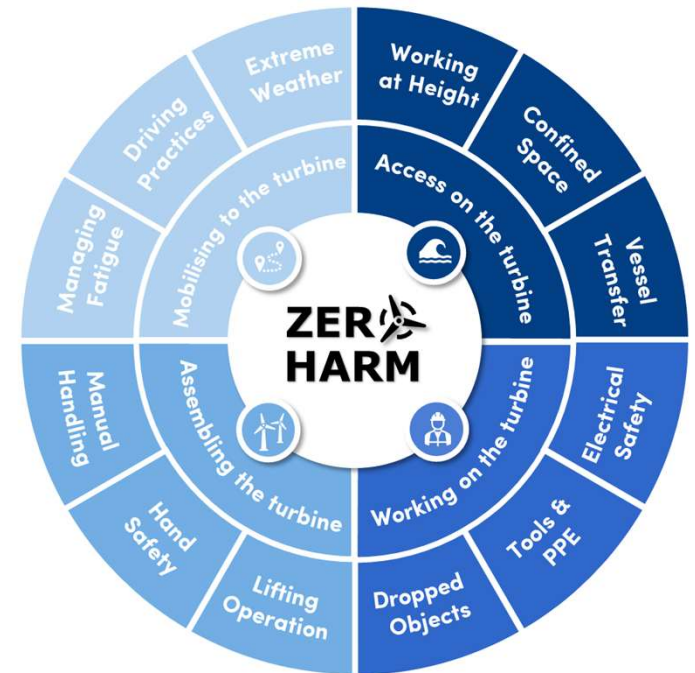 Extreme
Weather
Working
at Height
Driving
Practices
Confined
Space
Managing
Fatigue
Vessel
Transfer
Mobilising to the turbine
Access on the turbine
ZERO
HARM
Assembling the turbine
Working on the turbine
Manual
Handling
Electrical
Safety
Hand
Safety
Tools &
PPE
Lifting
Operation
Dropped
Objects